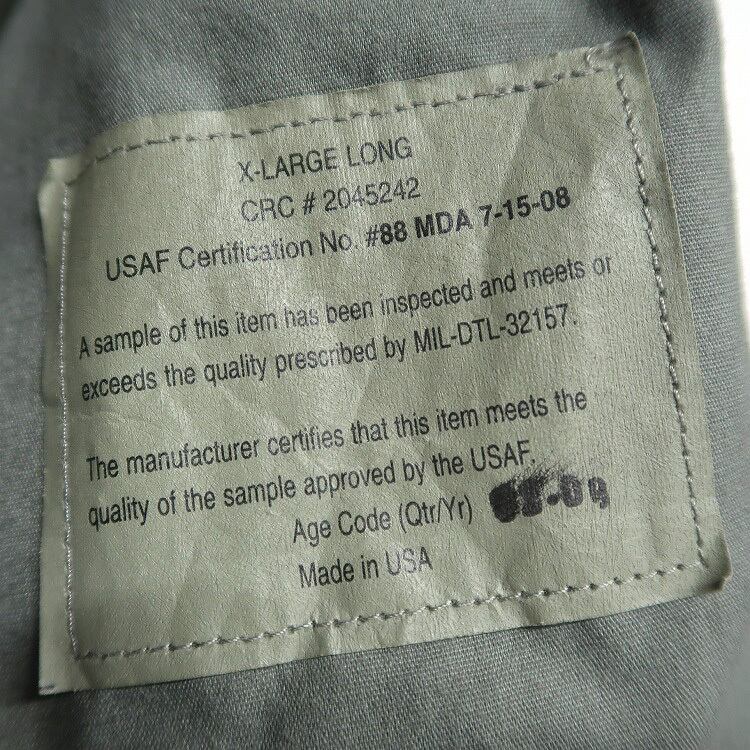 X-LARGE LONG
CRC # 2045242
USAF Certification No. #88 MDA 7-15-08
A sample of this item has been inspected and meets or
exceeds the quality prescribed by MIL-DTL-32157.
The manufacturer certifies that this item meets the
quality of the sample approved by the USAF.
Age Code (Qtr/Yr)
Made in USA